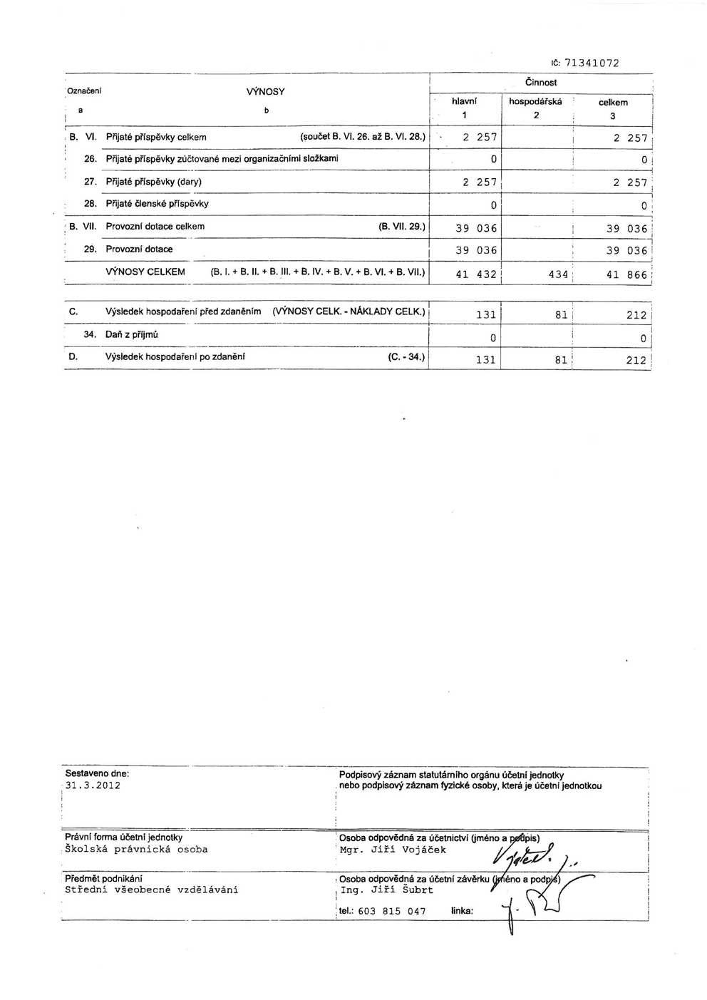 IČ: 71341072
Označení VÝNOSY Činnost
a b hlavní 1 hospodářská 2 celkem 3
B. VI. Přijaté příspěvky celkem (součet B. VI. 26. až B. VI. 28.) 2 257 2 257
26. Přijaté příspěvky zúčtované mezi organizačními složkami 0 0
27. Přijaté příspěvky (dary) 2 257 2 257
28. Přijaté členské příspěvky 0 0
B. VII. Provozní dotace celkem (B. VII. 29.) 39 036 39 036
29. Provozní dotace 39 036 39 036
VÝNOSY CELKEM (B. I. + B. II. + B. III. + B. IV. + B. V. + B. VI. + B. VII.) 41 432 434 41 866
C. Výsledek hospodaření před zdaněním (VÝNOSY CELK. - NÁKLADY CELK.) 131 81 212
34. Daň z příjmů 0 0
D. Výsledek hospodaření po zdanění (C. - 34.) 131 81 212
Sestaveno dne:
31.3.2012
Podpisový záznam statutárního orgánu účetní jednotky
nebo podpisový záznam fyzické osoby, která je účetní jednotkou
Právní forma účetní jednotky
Školská právnická osoba
Osoba odpovědná za účetnictví (jméno a podpis)
Mgr. Jiří Vojáček
Předmět podnikání
Střední všeobecné vzdělávání
Osoba odpovědná za účetní závěrku (jméno a podpis)
Ing. Jiří Šubrt
tel.: 603 815 047 linka: